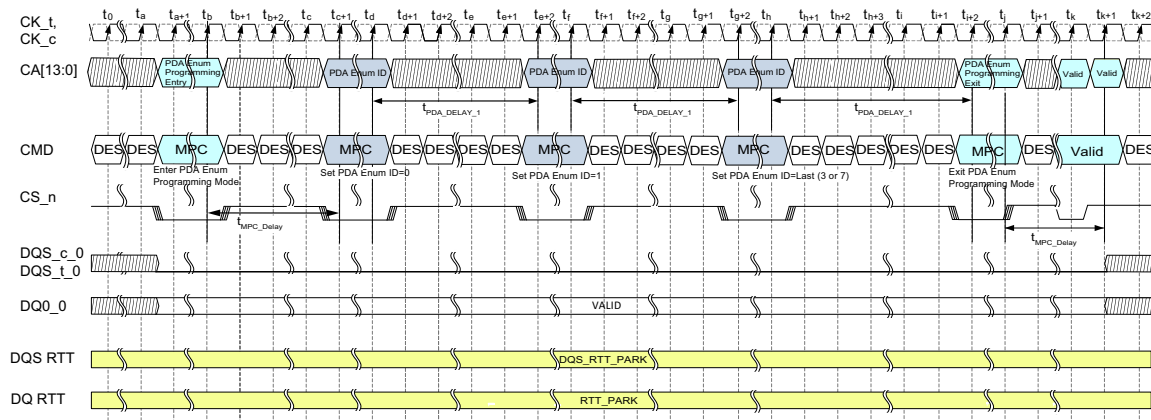 t0 ta ta+1 tb tb+1 tb+2 tc tc+1 td td+1 td+2 te te+1 te+2 tf tf+1 tf+2 tg tg+1 tg+2 th th+1 th+2 th+3 ti ti+1 ti+2 tj tj+1 tk tk+1 tk+2
CK_t,
CK_c
CA[13:0]
PDA Enum
Programming
Entry
PDA Enum ID
PDA Enum ID
PDA Enum ID
PDA Enum
Programming
Exit
Valid
Valid
tPDA_DELAY_1
tPDA_DELAY_1
tPDA_DELAY_1
CMD
DES DES MPC DES DES DES MPC DES DES DES DES MPC DES DES DES DES MPC DES DES DES DES DES MPC DES Valid DES
Enter PDA Enum
Programming Mode
Set PDA Enum ID=0
Set PDA Enum ID=1
Set PDA Enum ID=Last (3 or 7)
Exit PDA Enum
Programming Mode
CS_n
tMPC_Delay
tMPC_Delay
DQS_c_0
DQS_t_0
DQ0_0
VALID
DQS RTT
DQS_RTT_PARK
DQ RTT
RTT_PARK